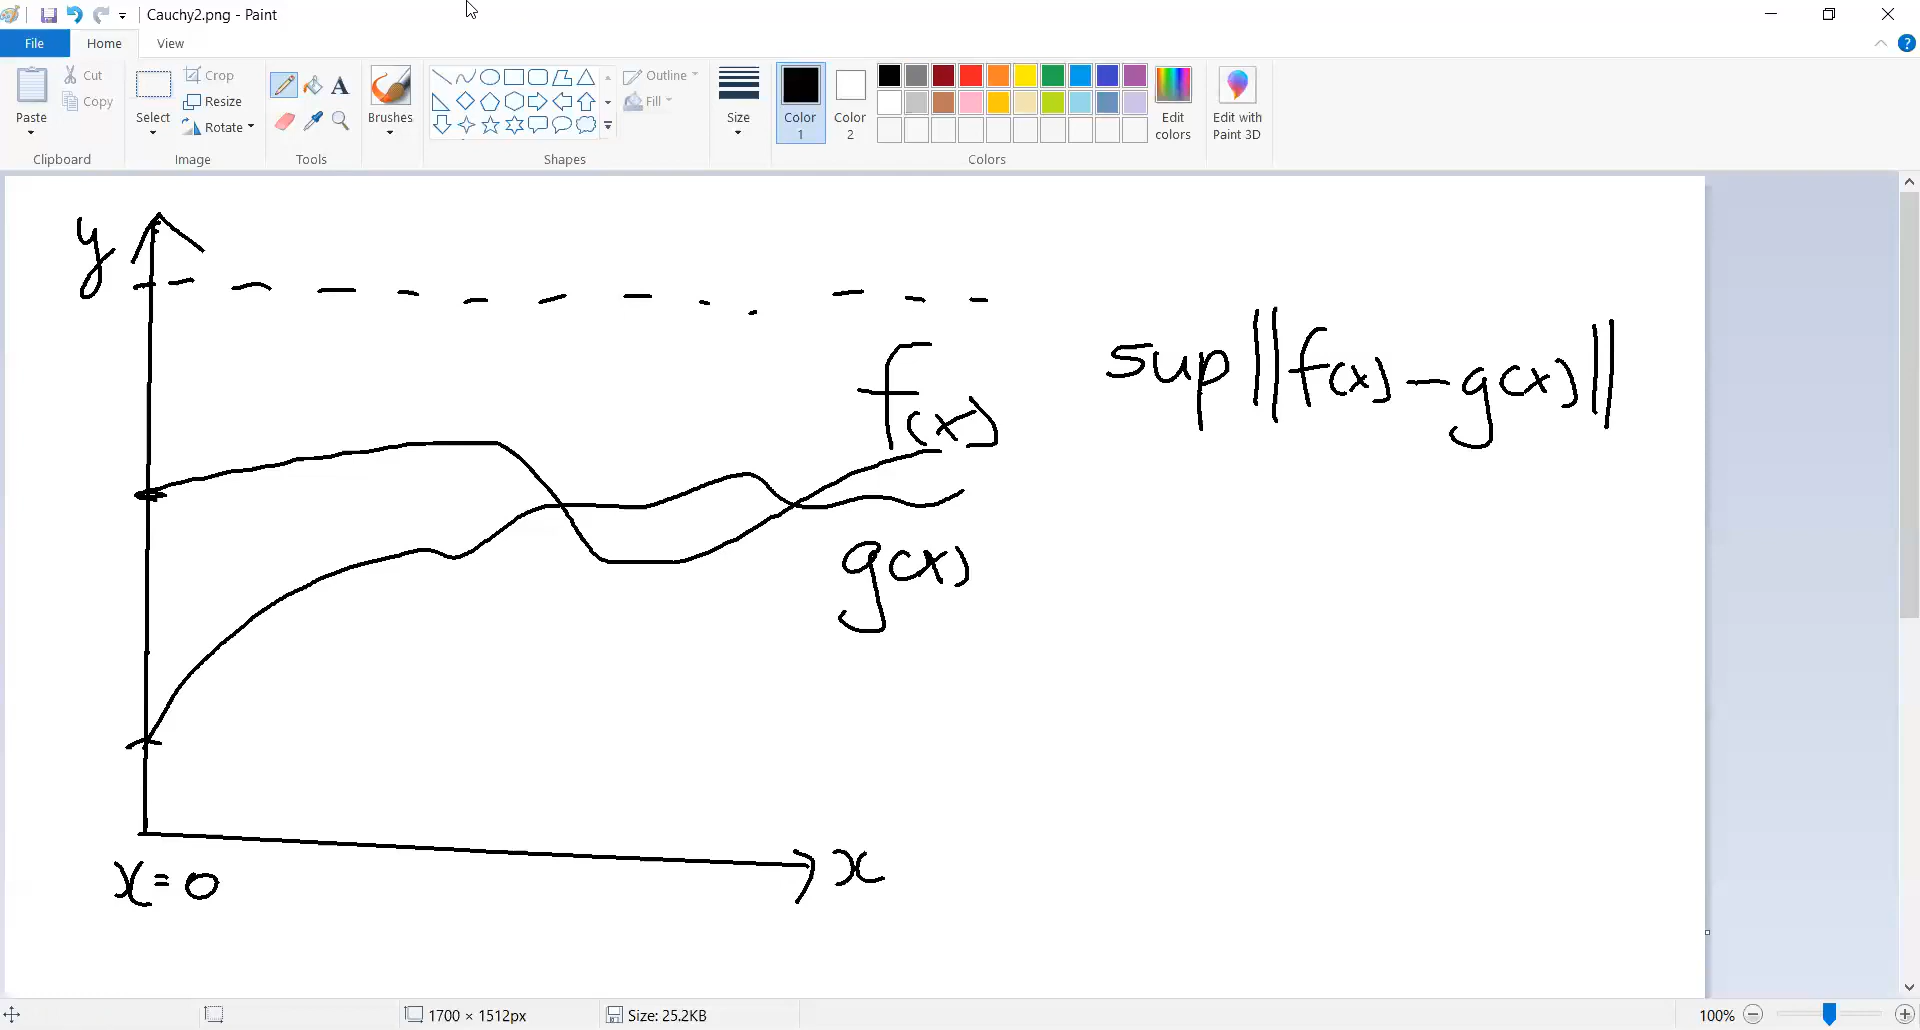 Cauchy2.png - Paint
File Home View
Paste
Cut
Copy
Clipboard
Select
Crop
Resize
Rotate
Image
Tools
A
Brushes
Shapes
Outline
Fill
Size
Color 1
Color 2
Edit colors
Colors
Edit with Paint 3D
y
f(x)
sup||f(x) - g(x)||
g(x)
x
x = 0
1700 × 1512px
Size: 25.2KB
100%